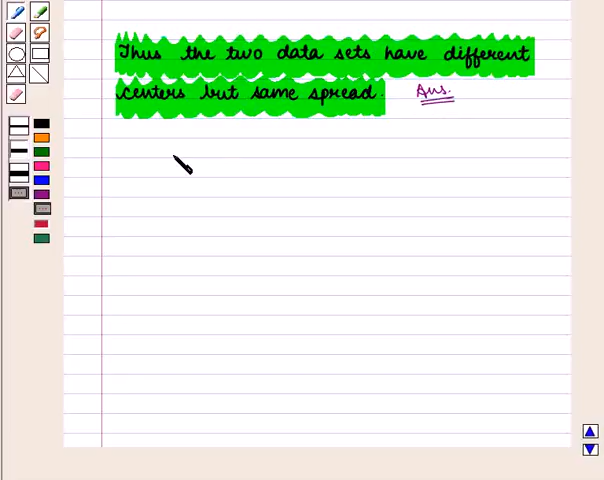 Thus the two data sets have different
centers but same spread. Ans.